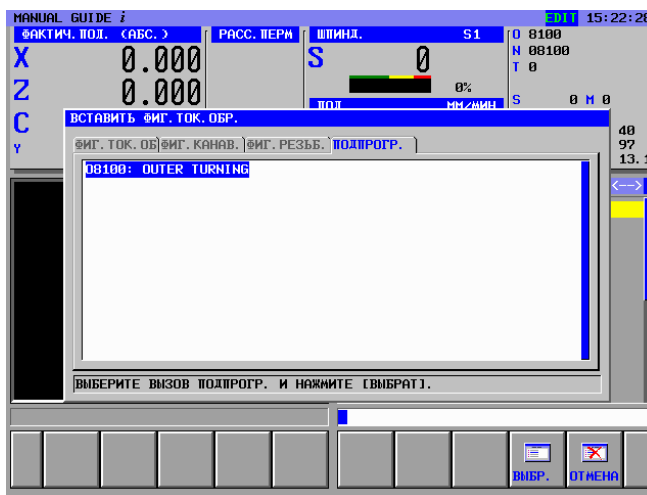 MANUAL GUIDE i EDIT 15:22:28
ФАКТИЧ.ПОЛ. (АБС.) РАСС.ПЕРМ ШПИНД. S1 O 8100
X 0.000 S 0 N 08100
T 0
Z 0.000 0% S 0 M 0
ПОД ММ/МИН
C 40
Y 97
13.
ВСТАВИТЬ ФИГ.ТОК.ОБР.
ФИГ.ТОК.ОБ ФИГ.КАНАВ. ФИГ.РЕЗЬБ. ПОДПРОГР.
O8100: OUTER TURNING
<-->
ВЫБЕРИТЕ ВЫЗОВ ПОДПРОГР. И НАЖМИТЕ [ВЫБРАТ].
ВЫБР. ОТМЕНА